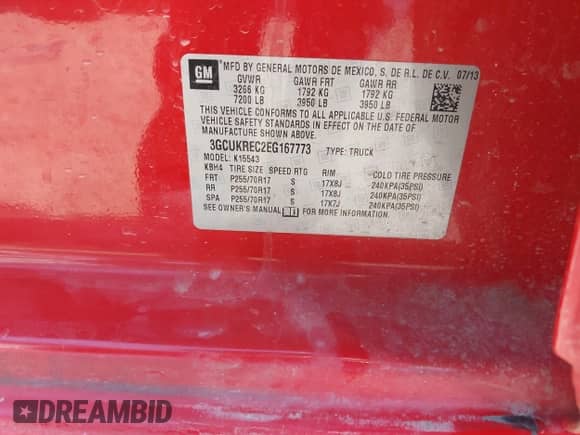 GM
MFD BY GENERAL MOTORS DE MEXICO, S. DE R.L. DE C.V. 07/13
GVWR GAWR FRT GAWR RR
3266 KG 1792 KG 1792 KG
7200 LB 3950 LB 3950 LB
THIS VEHICLE CONFORMS TO ALL APPLICABLE U.S. FEDERAL MOTOR
VEHICLE SAFETY STANDARDS IN EFFECT ON THE DATE OF MANUFACTURE
SHOWN ABOVE.
3GCUKREC2EG167773 TYPE: TRUCK
MODEL: K15543
KBH4 TIRE SIZE SPEED RTG RIM COLD TIRE PRESSURE
FRT P255/70R17 S 17X8J 240KPA(35PSI)
RR P255/70R17 S 17X8J 240KPA(35PSI)
SPA P255/70R17 S 17X7J 240KPA(35PSI)
SEE OWNER'S MANUAL FOR MORE INFORMATION.
DREAMBID